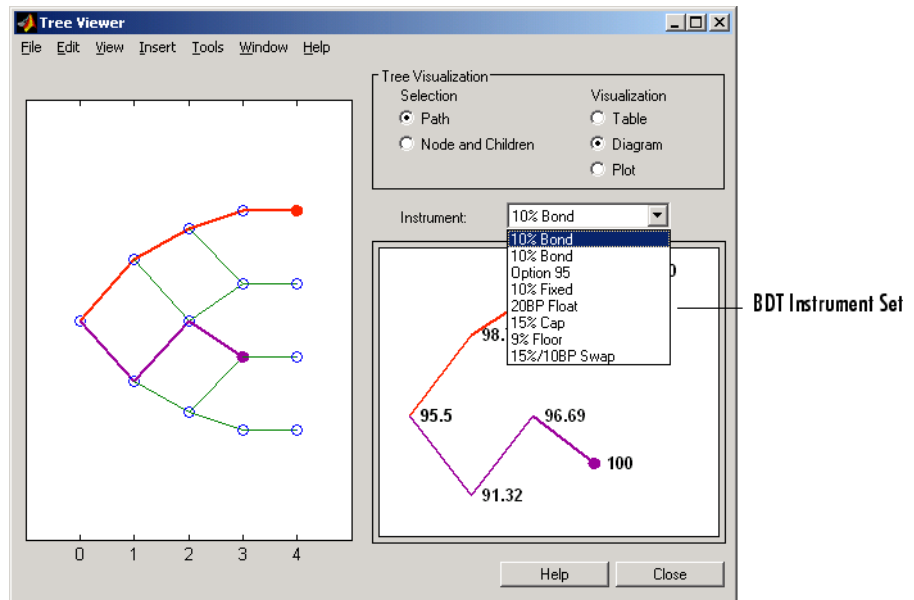 Tree Viewer
File Edit View Insert Tools Window Help
Tree Visualization
Selection
Visualization
Path
Table
Node and Children
Diagram
Plot
Instrument:
10% Bond
10% Bond
10% Bond
Option 95
10% Fixed
20BP Float
15% Cap
9% Floor
15%/10BP Swap
BDT Instrument Set
98.
95.5
96.69
100
91.32
0 1 2 3 4
Help
Close